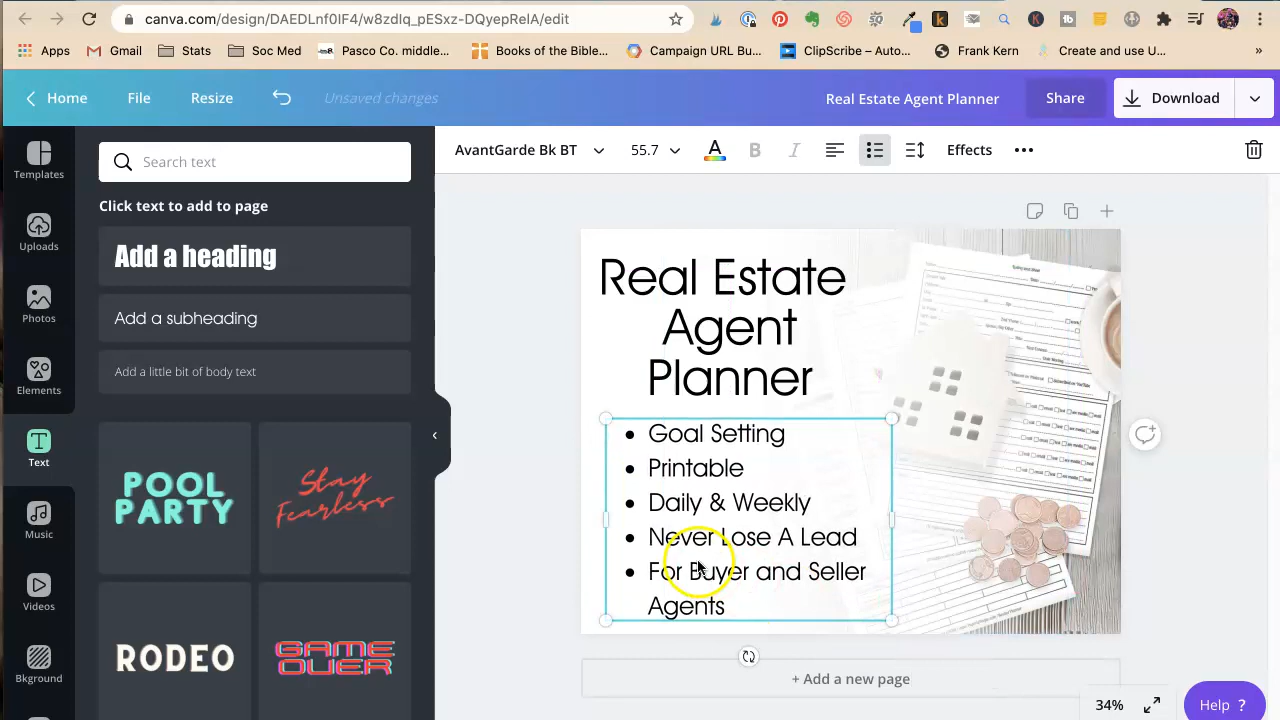 canva.com/design/DAEDLnf0IF4/w8zdIq_pESxz-DQyepReIA/edit
Apps
Gmail
Stats
Soc Med
Pasco Co. middle...
Books of the Bible...
Campaign URL Bu...
ClipScribe – Auto...
Frank Kern
Create and use U...
»
Home
File
Resize
Unsaved changes
Real Estate Agent Planner
Share
Download
Templates
Uploads
Photos
Elements
Text
Music
Videos
Bkground
Search text
Click text to add to page
Add a heading
Add a subheading
Add a little bit of body text
POOL
PARTY
Stay
Fearless
RODEO
GAME
OVER
AvantGarde Bk BT
55.7
A
B
I
Effects
Real Estate
Agent
Planner
• Goal Setting
• Printable
• Daily & Weekly
• Never Lose A Lead
• For Buyer and Seller
Agents
+ Add a new page
34%
Help ?